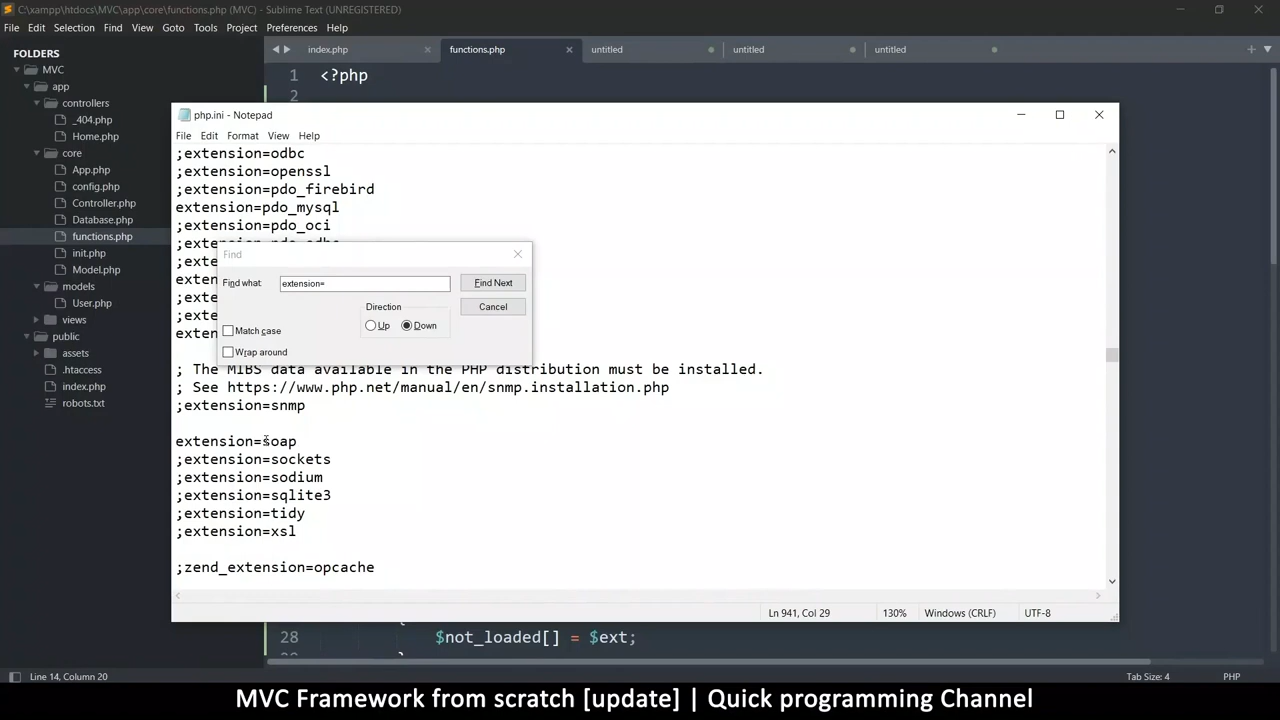 C:\xampp\htdocs\MVC\app\core\functions.php (MVC) - Sublime Text (UNREGISTERED)
File Edit Selection Find View Goto Tools Project Preferences Help
FOLDERS
MVC
app
controllers
_404.php
Home.php
core
App.php
config.php
Controller.php
Database.php
functions.php
init.php
Model.php
models
User.php
views
public
assets
.htaccess
index.php
robots.txt
index.php
functions.php
untitled
untitled
untitled
1 <?php
2
php.ini - Notepad
File Edit Format View Help
;extension=odbc
;extension=openssl
;extension=pdo_firebird
extension=pdo_mysql
;extension=pdo_oci
Find
Find what:
extension=
Find Next
Direction
Cancel
Up Down
Match case
Wrap around
; The MIBS data available in the PHP distribution must be installed.
; See https://www.php.net/manual/en/snmp.installation.php
;extension=snmp
extension=soap
;extension=sockets
;extension=sodium
;extension=sqlite3
;extension=tidy
;extension=xsl
;zend_extension=opcache
Ln 941, Col 29 130% Windows (CRLF) UTF-8
28 $not_loaded[] = $ext;
Line 14, Column 20
Tab Size: 4 PHP
MVC Framework from scratch [update] | Quick programming Channel